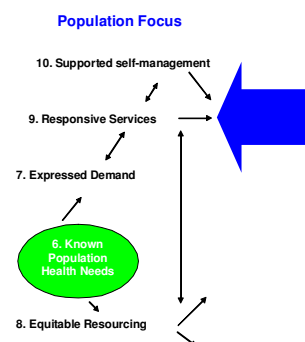 Population Focus
10. Supported self-management
9. Responsive Services
7. Expressed Demand
6. Known
Population
Health Needs
8. Equitable Resourcing